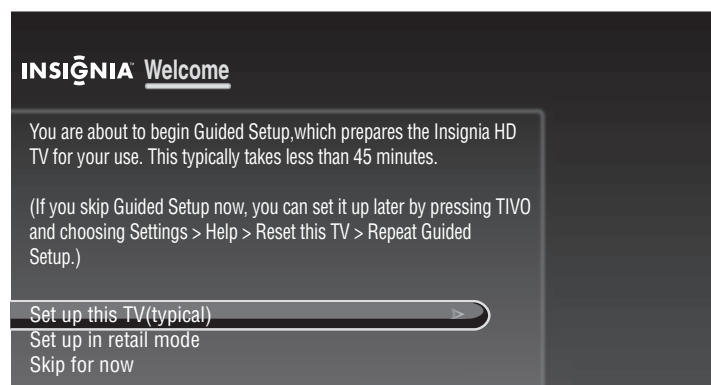 INSIGNIA™ Welcome
You are about to begin Guided Setup,which prepares the Insignia HD
TV for your use. This typically takes less than 45 minutes.
(If you skip Guided Setup now, you can set it up later by pressing TIVO
and choosing Settings > Help > Reset this TV > Repeat Guided
Setup.)
Set up this TV(typical)
Set up in retail mode
Skip for now